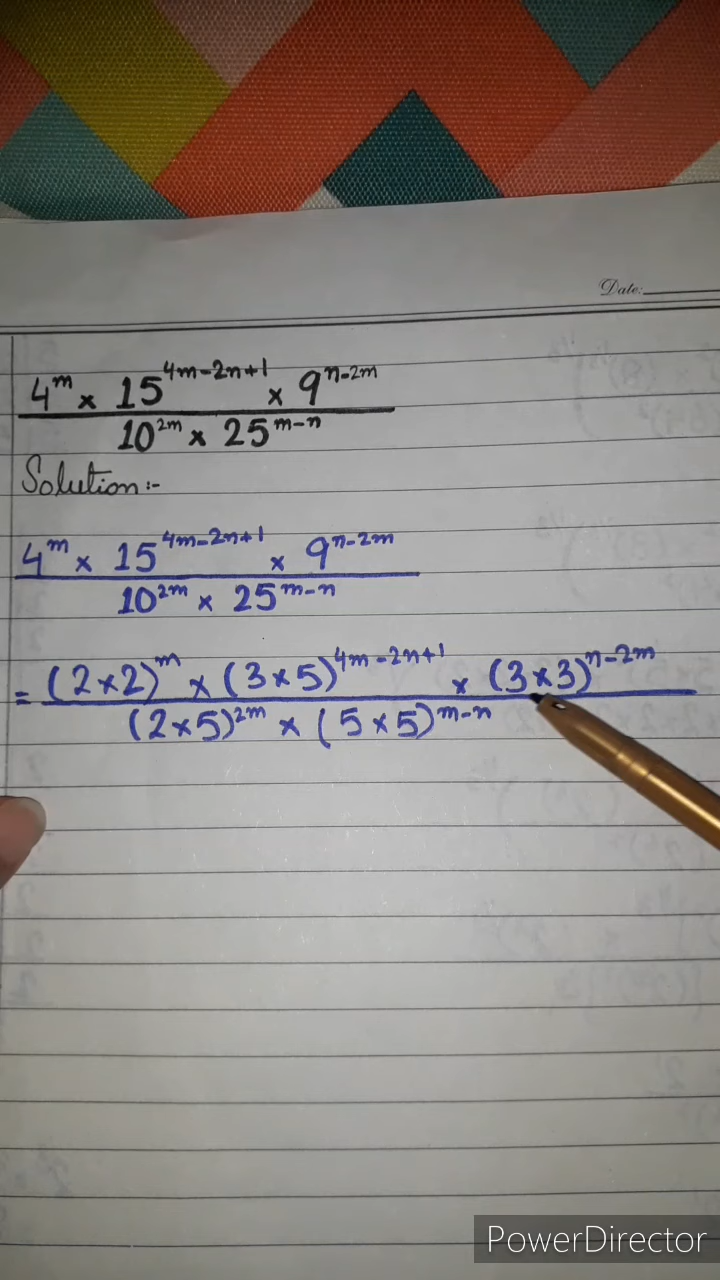 Date:
4^m × 15^(4m-2n+1) × 9^(n-2m)
10^(2m) × 25^(m-n)
Solution:-
4^m × 15^(4m-2n+1) × 9^(n-2m)
10^(2m) × 25^(m-n)
= (2×2)^m × (3×5)^(4m-2n+1) × (3×3)^(n-2m)
(2×5)^(2m) × (5×5)^(m-n)
PowerDirector